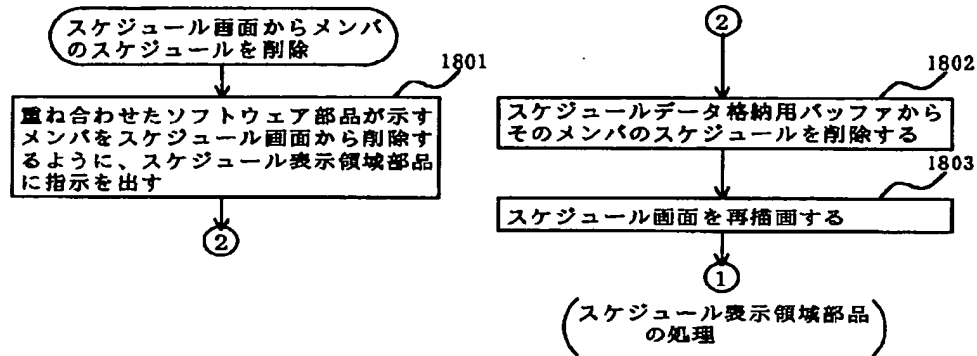 スケジュール画面からメンバ
のスケジュールを削除
1801
重ね合わせたソフトウェア部品が示す
メンバをスケジュール画面から削除す
るように、スケジュール表示領域部品
に指示を出す
②
②
1802
スケジュールデータ格納用バッファから
そのメンバのスケジュールを削除する
1803
スケジュール画面を再描画する
①
スケジュール表示領域部品
の処理